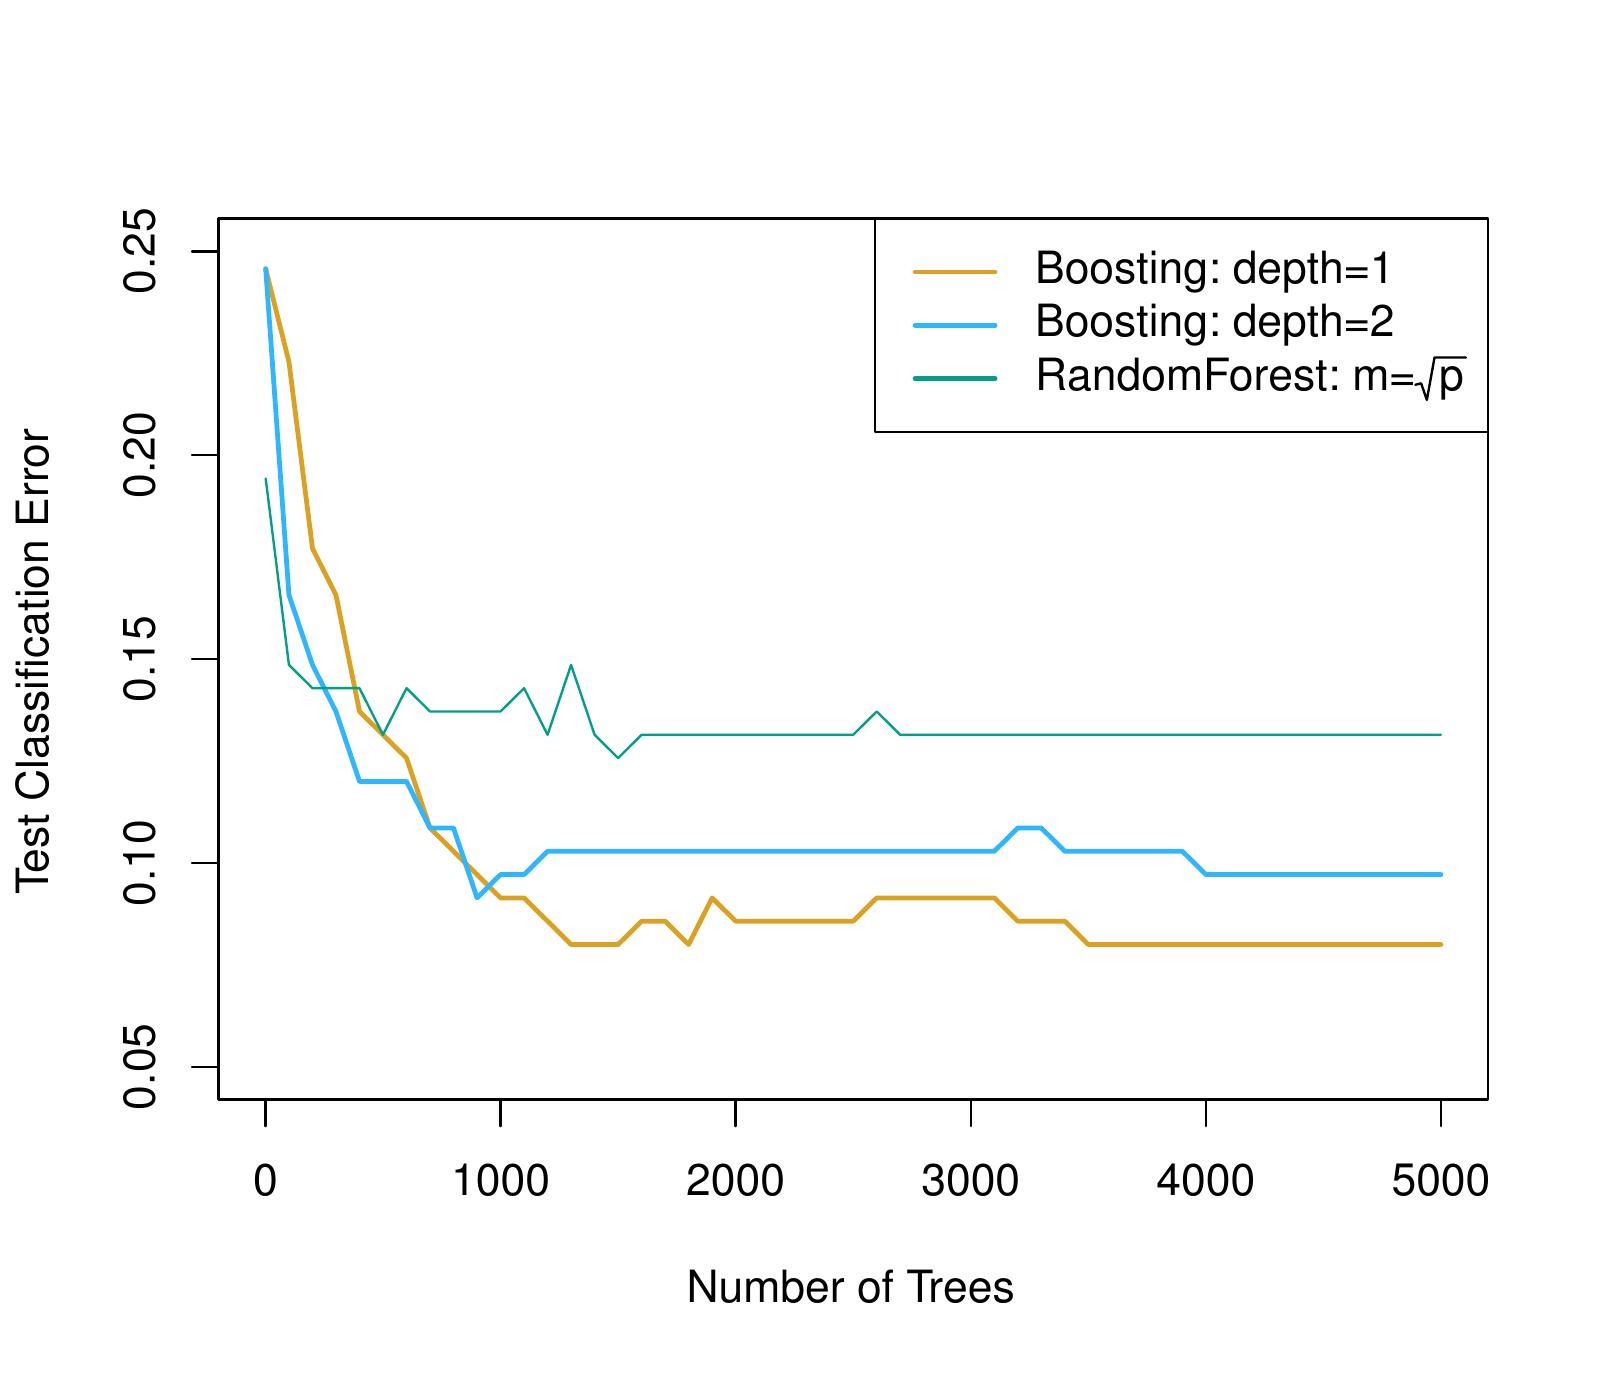 Boosting: depth=1
Boosting: depth=2
RandomForest: m=√p
0.25
0.20
0.15
0.10
0.05
Test Classification Error
0 1000 2000 3000 4000 5000
Number of Trees